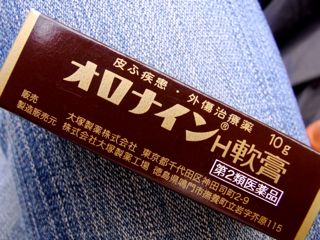 皮ふ疾患・外傷治療薬
オロナイン®H軟膏
10g
第2類医薬品
販売 大塚製薬株式会社 東京都千代田区神田司町2-9
製造販売元 株式会社大塚製薬工場 徳島県鳴門市撫養町立岩字芥原115